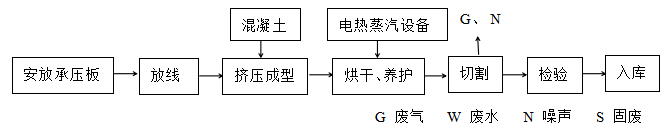 混凝土 电热蒸汽设备 G、N
安放承压板 放线 挤压成型 烘干、养护 切割 检验 入库
G 废气 W 废水 N 噪声 S 固废